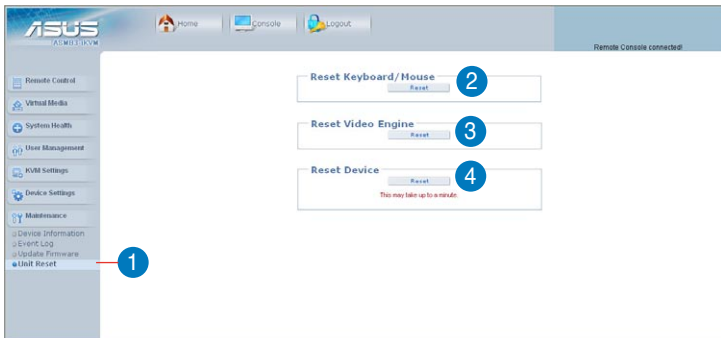 ASUS
Home
Console
Logout
Remote Console connected!
Remote Control
Virtual Media
System Health
User Management
KVM Settings
Device Settings
Maintenance
Device Information
Event Log
Update Firmware
Unit Reset
1
Reset Keyboard/Mouse
Reset
2
Reset Video Engine
Reset
3
Reset Device
Reset
4
This may take up to a minute